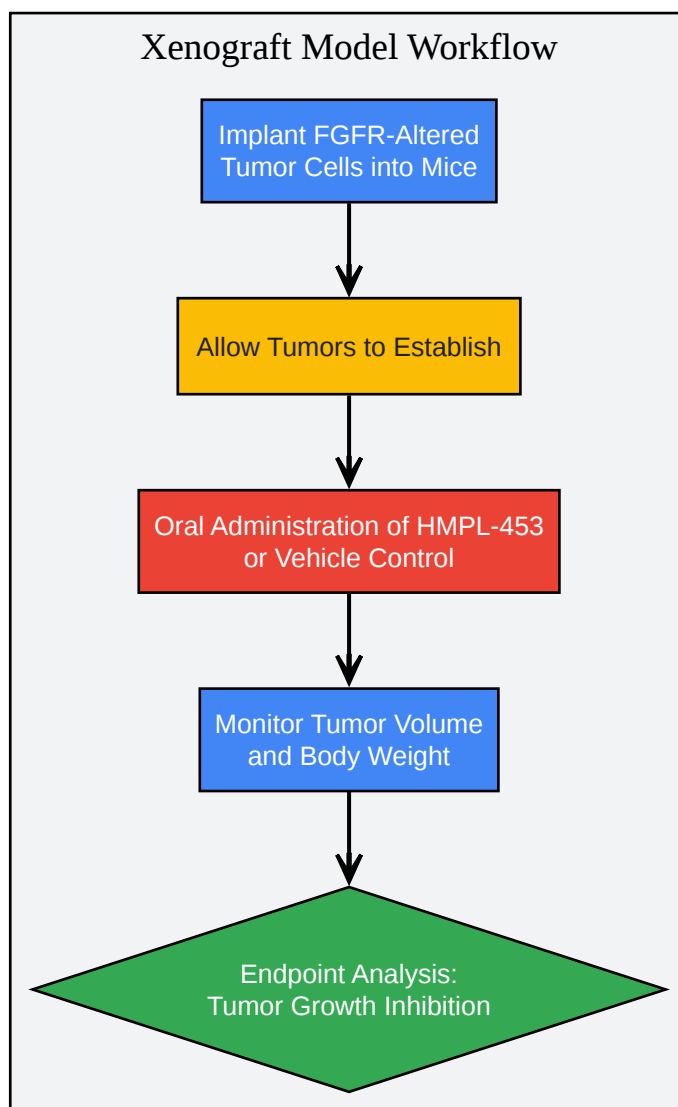 Xenograft Model Workflow
Implant FGFR-Altered
Tumor Cells into Mice
Allow Tumors to Establish
Oral Administration of HMPL-453
or Vehicle Control
Monitor Tumor Volume
and Body Weight
Endpoint Analysis:
Tumor Growth Inhibition